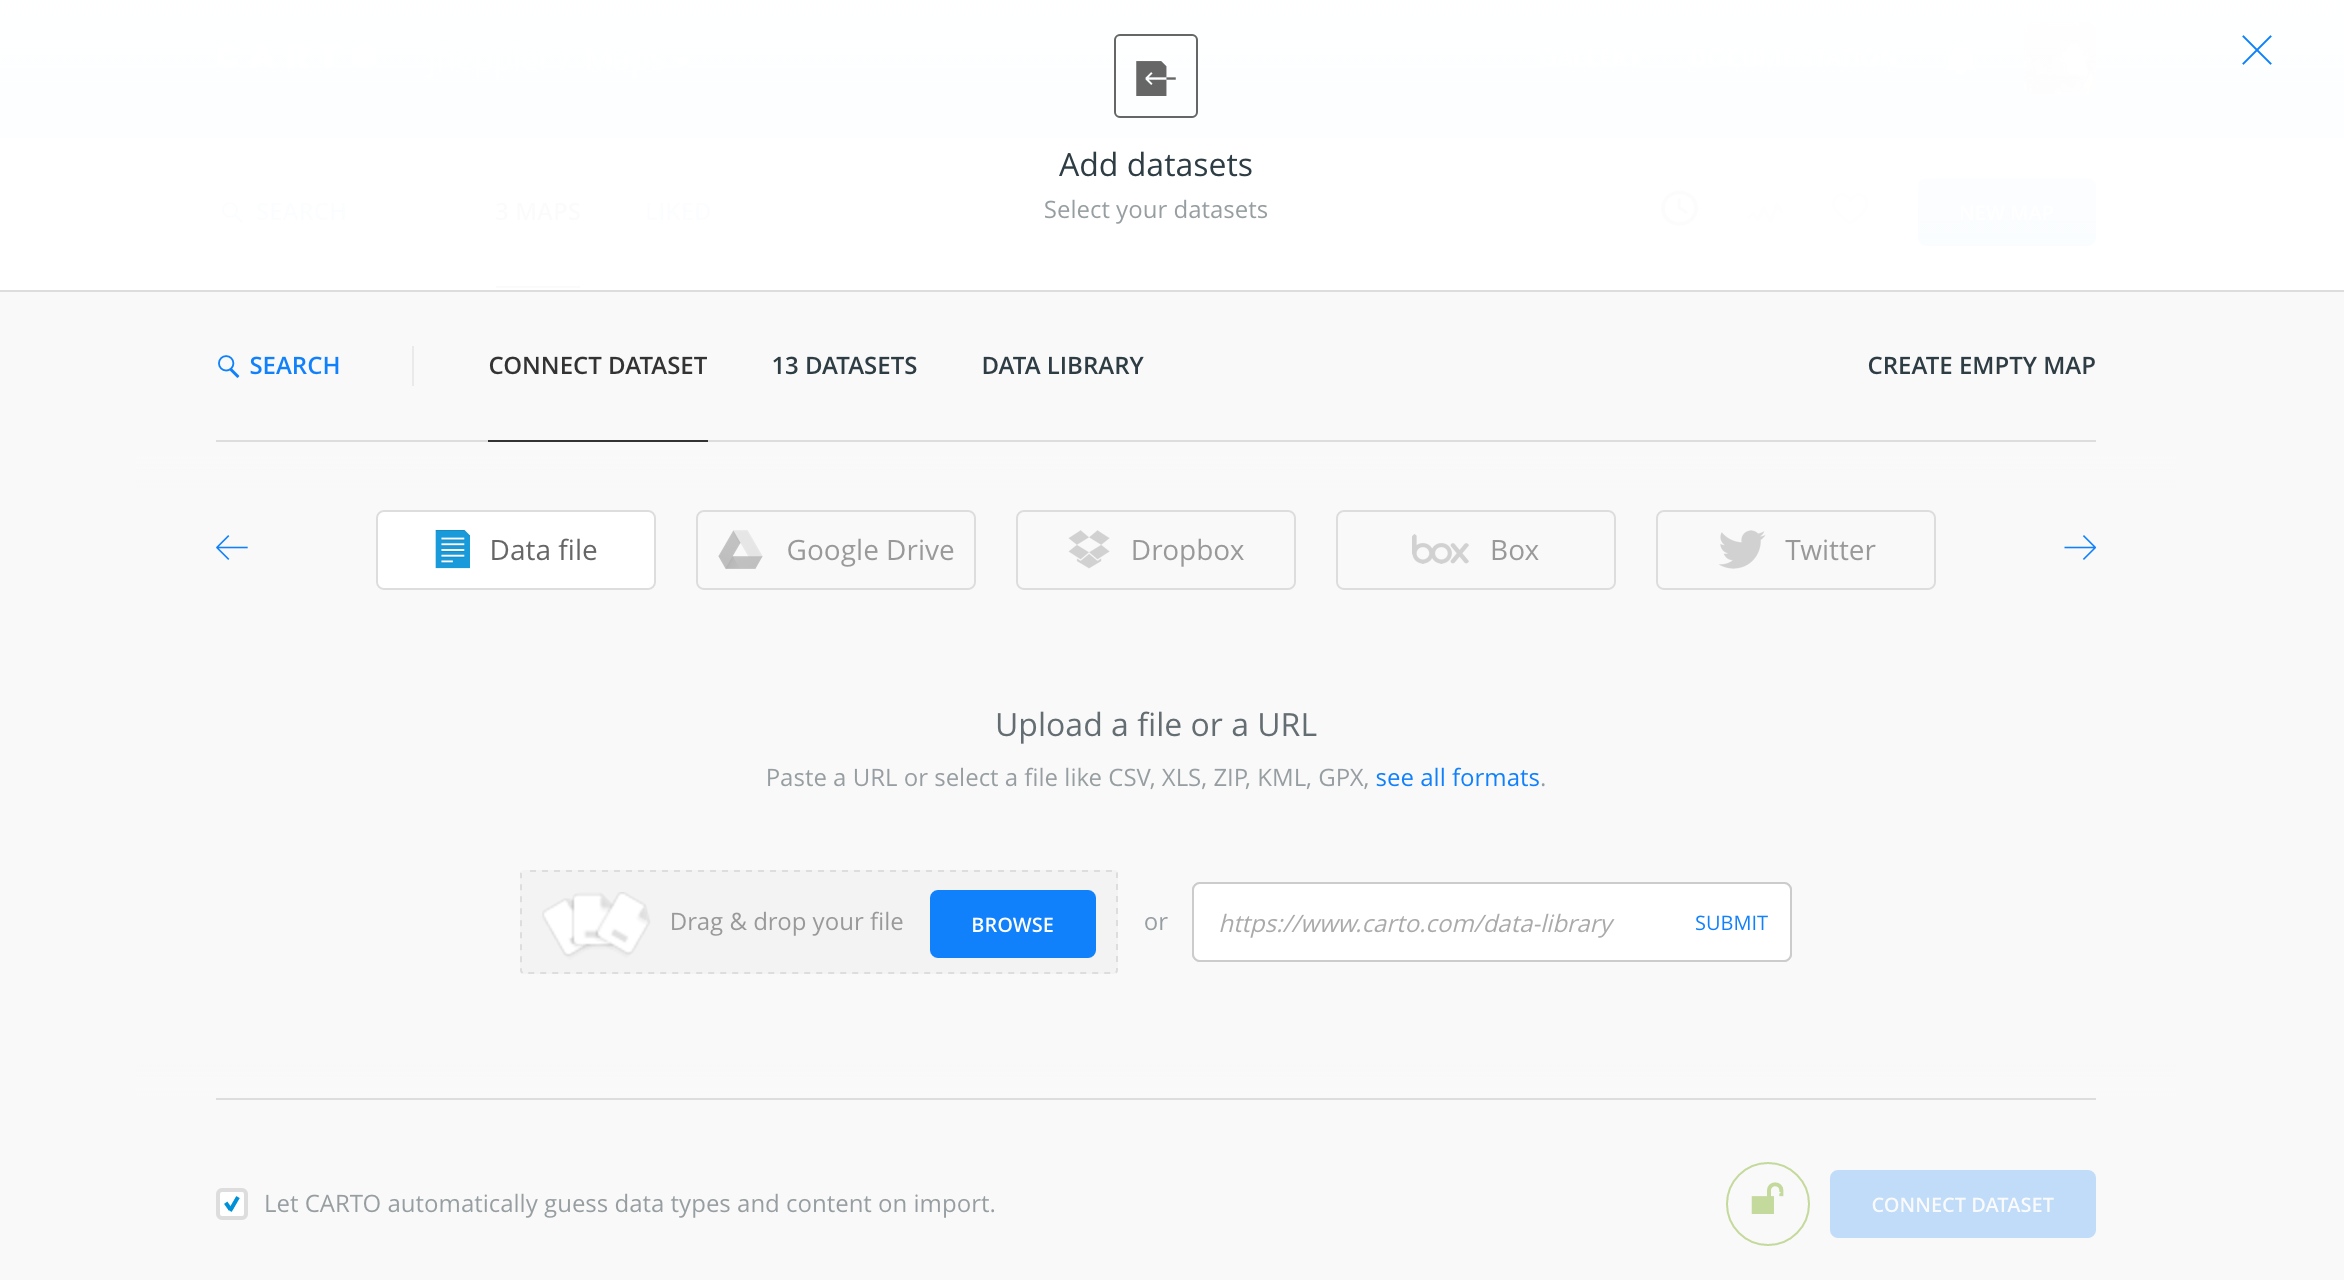 Add datasets
Select your datasets
SEARCH
3 MAPS
SEARCH
CONNECT DATASET
13 DATASETS
DATA LIBRARY
CREATE EMPTY MAP
Data file
Google Drive
Dropbox
box Box
Twitter
Upload a file or a URL
Paste a URL or select a file like CSV, XLS, ZIP, KML, GPX, see all formats.
Drag & drop your file
BROWSE
or
https://www.carto.com/data-library
SUBMIT
Let CARTO automatically guess data types and content on import.
CONNECT DATASET